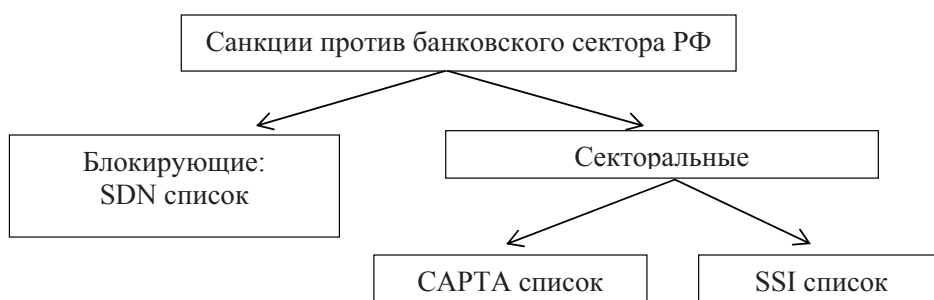 Санкции против банковского сектора РФ
Блокирующие:
SDN список
Секторальные
CAPTA список
SSI список